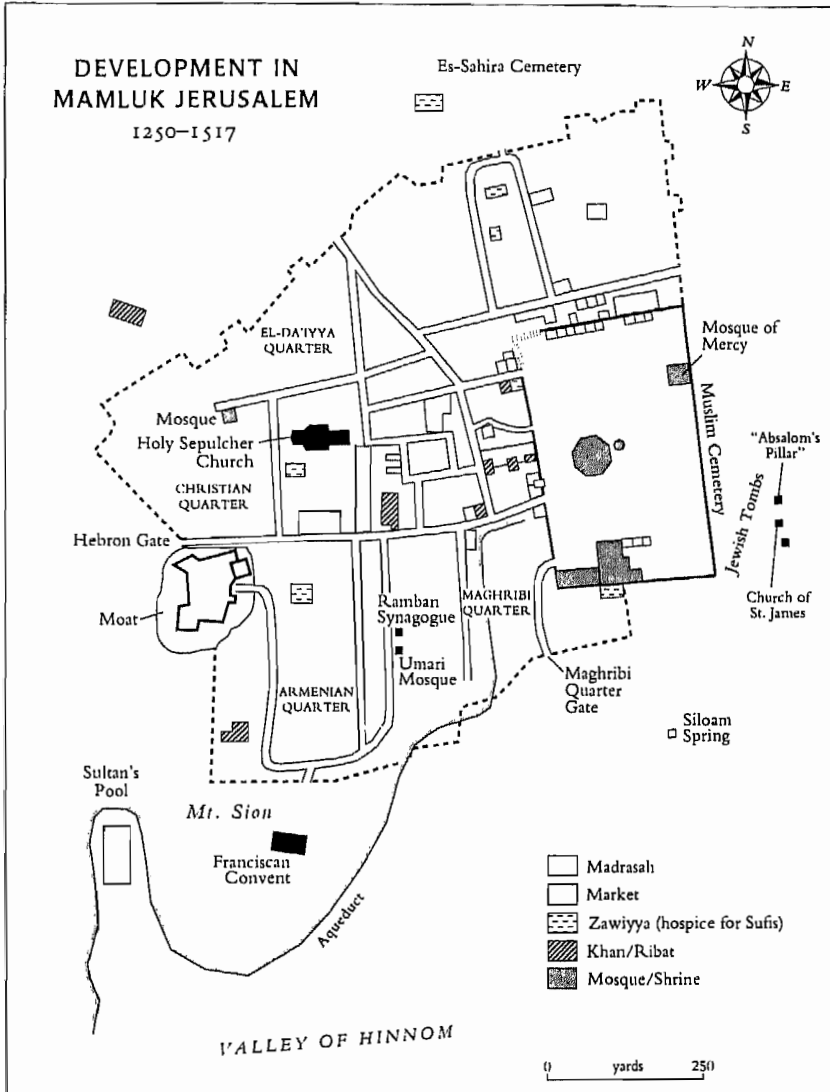 DEVELOPMENT IN
MAMLUK JERUSALEM
1250–1517
Es-Sahira Cemetery
N
W
E
S
EL-DA'IYYA
QUARTER
Mosque of
Mercy
Mosque
Holy Sepulcher
Church
Muslim Cemetery
"Absalom's
Pillar"
CHRISTIAN
QUARTER
Jewish Tombs
Hebron Gate
Moat
Ramban
Synagogue
MAGHRIBI
QUARTER
Church of
St. James
Umari
Mosque
Maghribi
Quarter
Gate
ARMENIAN
QUARTER
Siloam
Spring
Sultan's
Pool
Mt. Sion
Franciscan
Convent
Aqueduct
Madrasah
Market
Zawiyya (hospice for Sufis)
Khan/Ribat
Mosque/Shrine
VALLEY OF HINNOM
0 yards 250